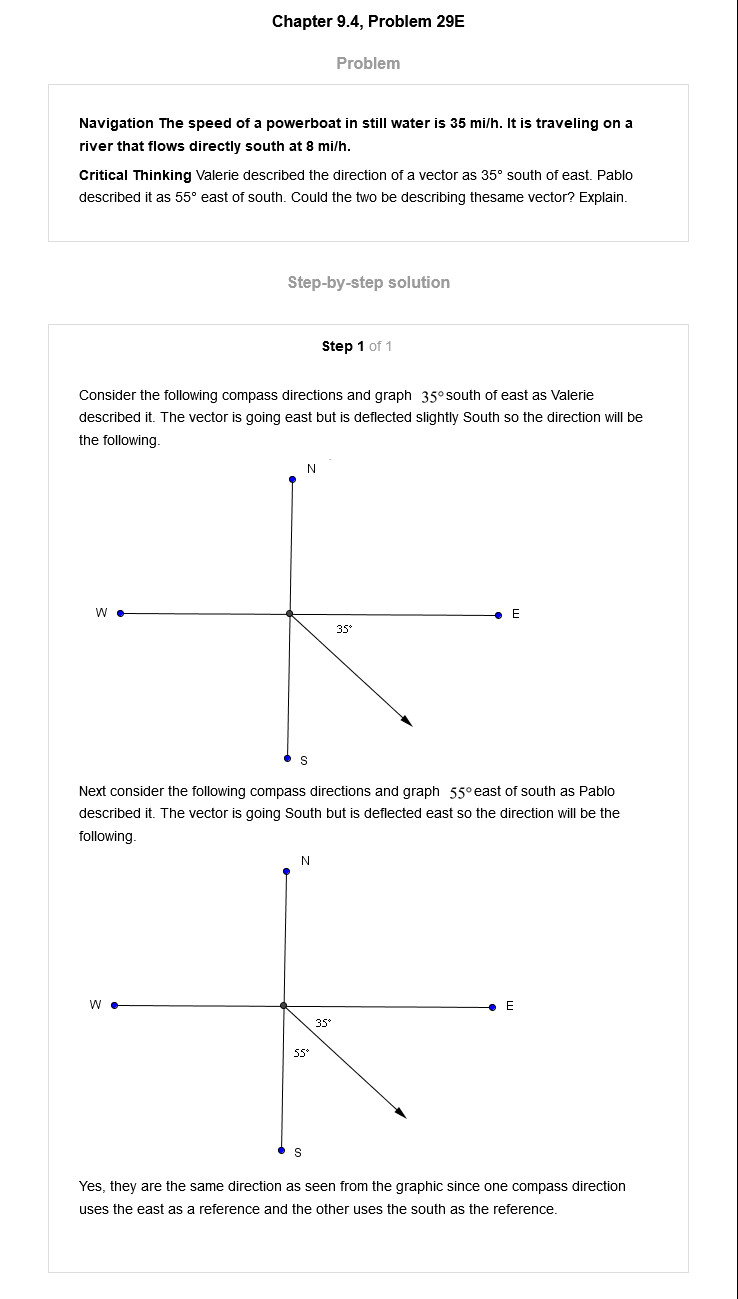 Chapter 9.4, Problem 29E
Problem
Navigation The speed of a powerboat in still water is 35 mi/h. It is traveling on a
river that flows directly south at 8 mi/h.
Critical Thinking Valerie described the direction of a vector as 35° south of east. Pablo
described it as 55° east of south. Could the two be describing thesame vector? Explain.
Step-by-step solution
Step 1 of 1
Consider the following compass directions and graph 35° south of east as Valerie
described it. The vector is going east but is deflected slightly South so the direction will be
the following.
N
W
E
35°
S
Next consider the following compass directions and graph 55° east of south as Pablo
described it. The vector is going South but is deflected east so the direction will be the
following.
N
W
E
35°
55°
S
Yes, they are the same direction as seen from the graphic since one compass direction
uses the east as a reference and the other uses the south as the reference.